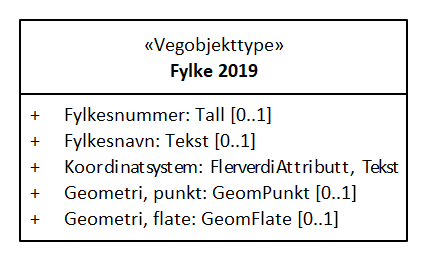 «Vegobjekttype»
Fylke 2019
+ Fylkesnummer: Tall [0..1]
+ Fylkesnavn: Tekst [0..1]
+ Koordinatsystem: FlerverdiAttributt, Tekst
+ Geometri, punkt: GeomPunkt [0..1]
+ Geometri, flate: GeomFlate [0..1]